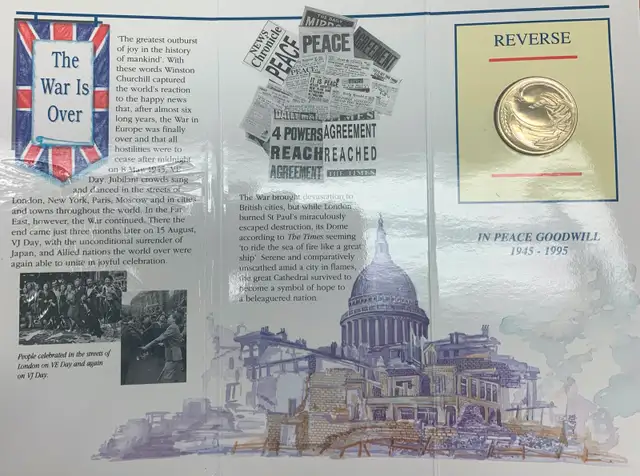 The
War Is
Over
'The greatest outburst
of joy in the history
of mankind'. With
these words Winston
Churchill captured
the world's reaction
to the happy news
that, after almost six
long years, the War in
Europe was finally
over and that all
hostilities were to
cease after midnight
on 8 May 1945, VE
Day. Jubilant crowds sang
and danced in the streets of
London, New York, Paris, Moscow and in cities
and towns throughout the world. In the Far
East, however, the War continued. There the
end came just three months later on 15 August,
VJ Day, with the unconditional surrender of
Japan, and Allied nations the world over were
again able to unite in joyful celebration.
People celebrated in the streets of
London on VE Day and again
on VJ Day.
NEWS
Chronicle
PEACE
PEACE
PEACE
4 POWERS
REACH
AGREEMENT
AGREEMENT
REACHED
THE TIMES
The War brought devastation to
British cities, but while London
burned St Paul's miraculously
escaped destruction, its Dome
according to The Times seeming
'to ride the sea of fire like a great
ship'. Serene and comparatively
unscathed amid a city in flames,
the great Cathedral survived to
become a symbol of hope to
a beleaguered nation.
REVERSE
IN PEACE GOODWILL
1945 - 1995